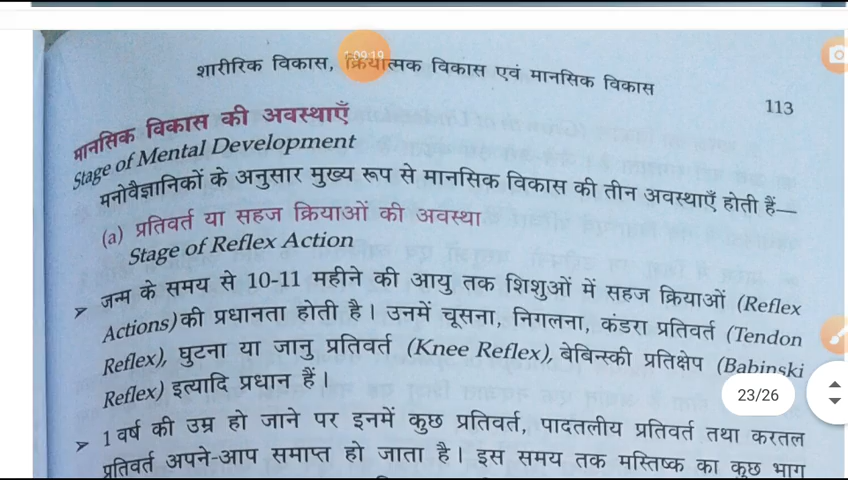 शारीरिक विकास, क्रियात्मक विकास एवं मानसिक विकास
113
मानसिक विकास की अवस्थाएँ
Stage of Mental Development
मनोवैज्ञानिकों के अनुसार मुख्य रूप से मानसिक विकास की तीन अवस्थाएँ होती हैं—
(a) प्रतिवर्त या सहज क्रियाओं की अवस्था
Stage of Reflex Action
➤ जन्म के समय से 10-11 महीने की आयु तक शिशुओं में सहज क्रियाओं (Reflex
Actions) की प्रधानता होती है। उनमें चूसना, निगलना, कंडरा प्रतिवर्त (Tendon
Reflex), घुटना या जानु प्रतिवर्त (Knee Reflex), बेबिन्स्की प्रतिक्षेप (Babinski
Reflex) इत्यादि प्रधान हैं।
23/26
➤ 1 वर्ष की उम्र हो जाने पर इनमें कुछ प्रतिवर्त, पादतलीय प्रतिवर्त तथा करतल
प्रतिवर्त अपने-आप समाप्त हो जाता है। इस समय तक मस्तिष्क का कुछ भाग